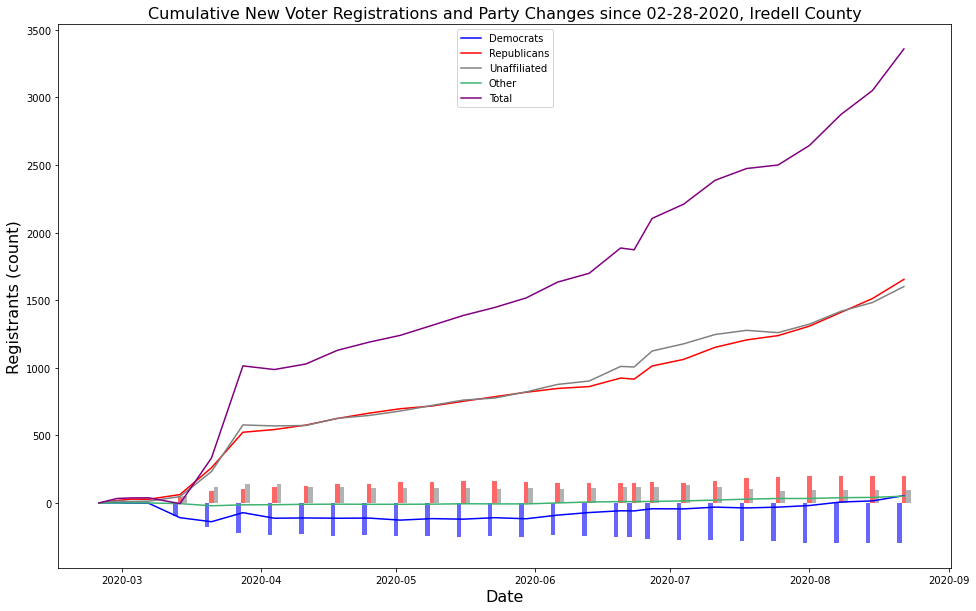 Cumulative New Voter Registrations and Party Changes since 02-28-2020, Iredell County
Democrats
Republicans
Unaffiliated
Other
Total
Registrants (count)
3500
3000
2500
2000
1500
1000
500
0
2020-03
2020-04
2020-05
2020-06
2020-07
2020-08
2020-09
Date